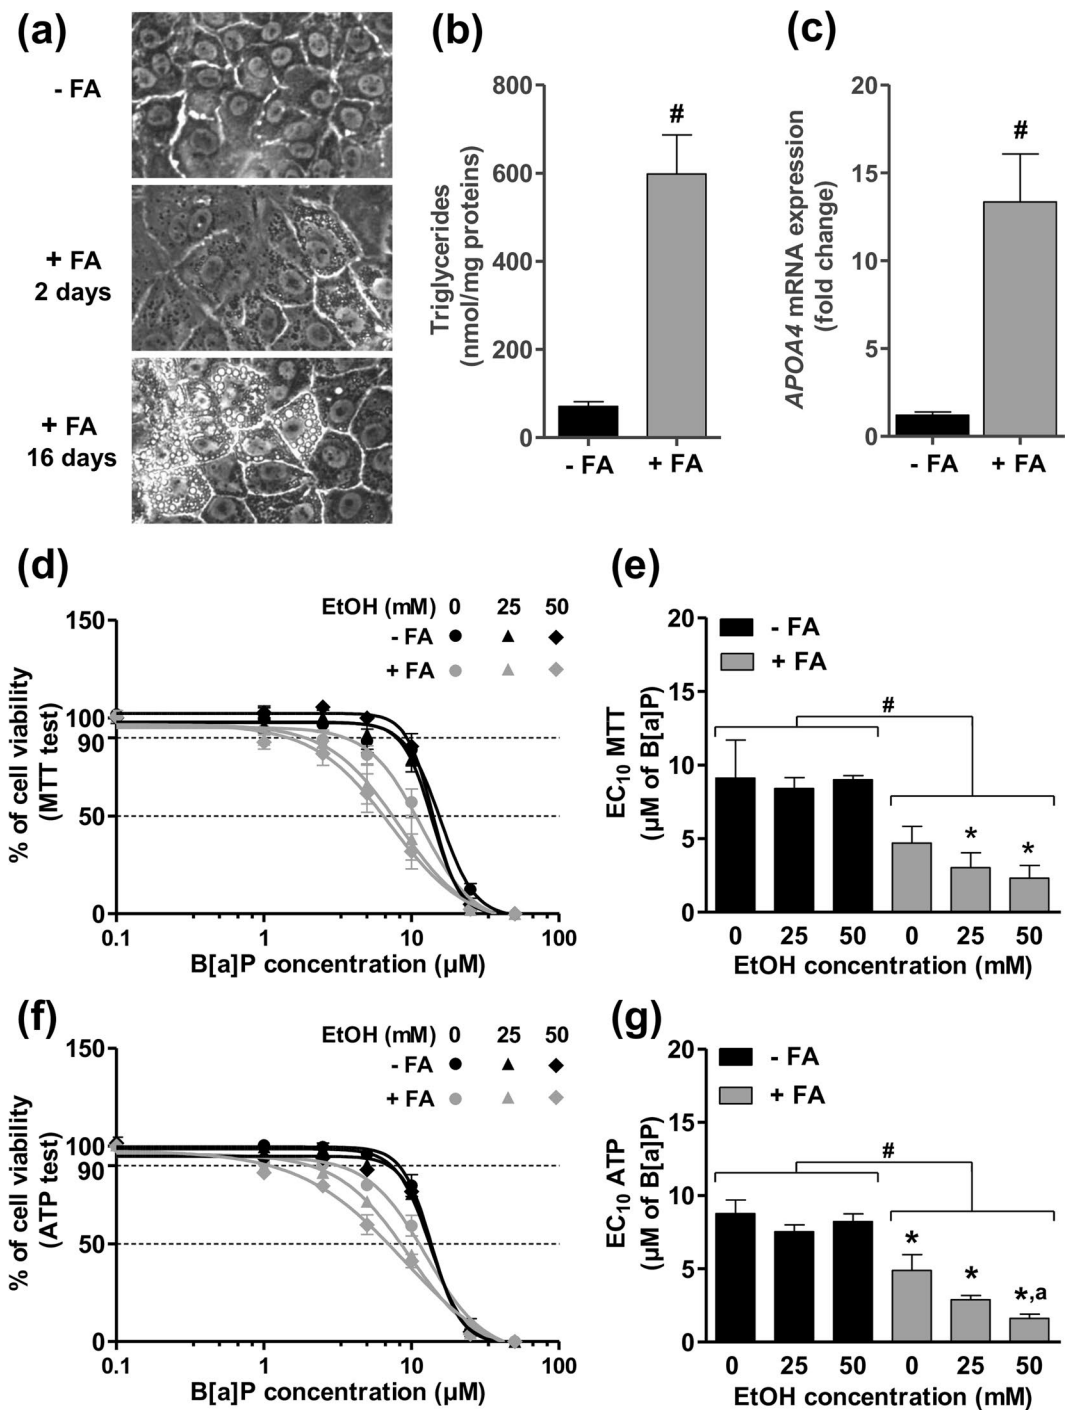 (a)
- FA
+ FA
2 days
+ FA
16 days
(b)
Triglycerides
(nmol/mg proteins)
800
600
400
200
0
#
- FA
+ FA
(c)
APOA4 mRNA expression
(fold change)
20
15
10
5
0
#
- FA
+ FA
(d)
EtOH (mM) 0 25 50
- FA
+ FA
% of cell viability
(MTT test)
150
100
90
50
0
0.1 1 10 100
B[a]P concentration (µM)
(e)
- FA
+ FA
EC10 MTT
(µM of B[a]P)
20
15
10
5
0
#
* *
0 25 50 0 25 50
EtOH concentration (mM)
(f)
EtOH (mM) 0 25 50
- FA
+ FA
% of cell viability
(ATP test)
150
100
90
50
0
0.1 1 10 100
B[a]P concentration (µM)
(g)
- FA
+ FA
EC10 ATP
(µM of B[a]P)
20
15
10
5
0
#
* * *,a
0 25 50 0 25 50
EtOH concentration (mM)